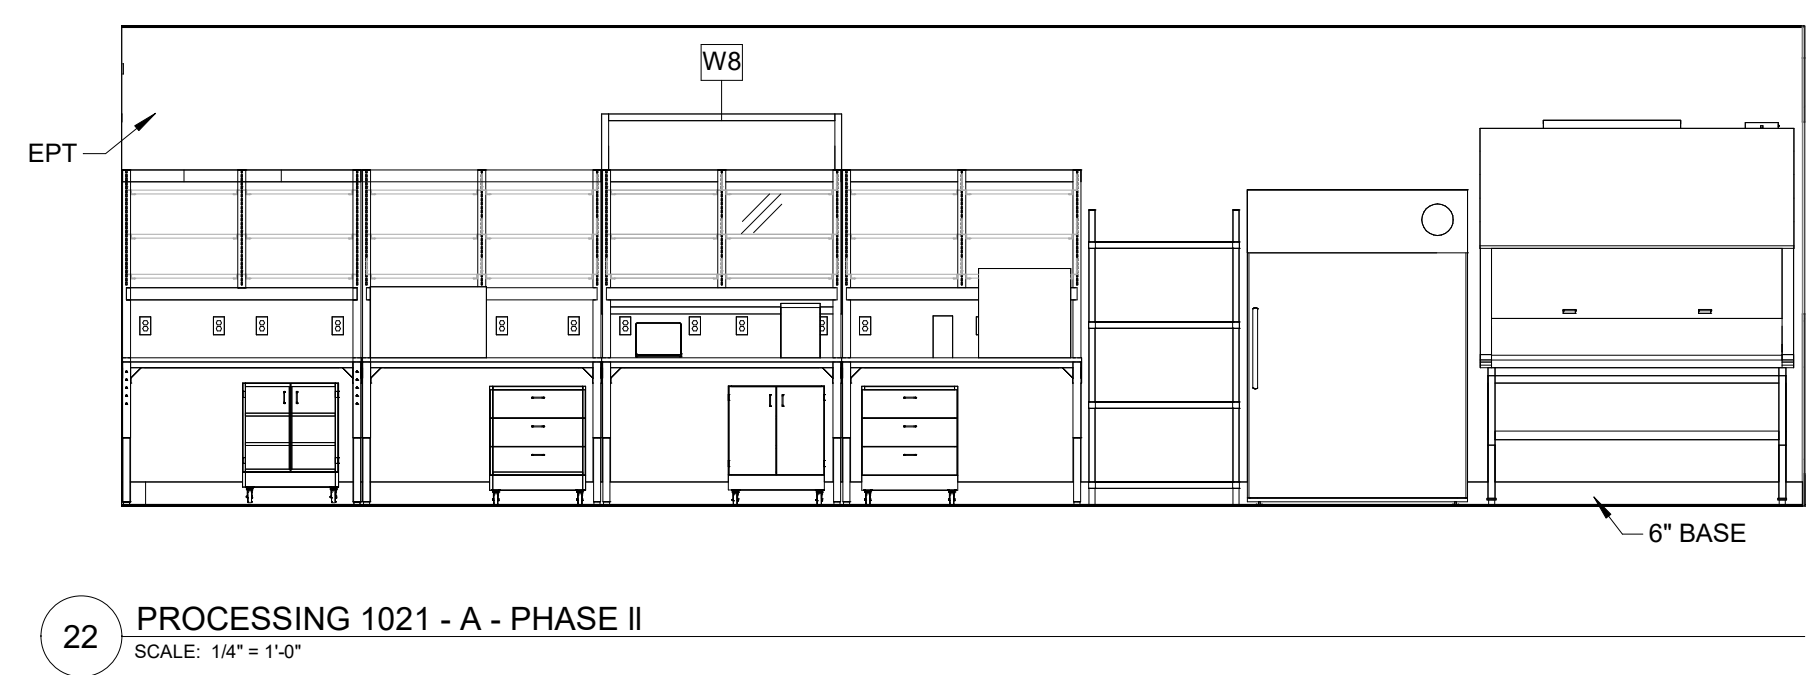 W8
EPT
6" BASE
22
PROCESSING 1021 - A - PHASE II
SCALE: 1/4" = 1'-0"